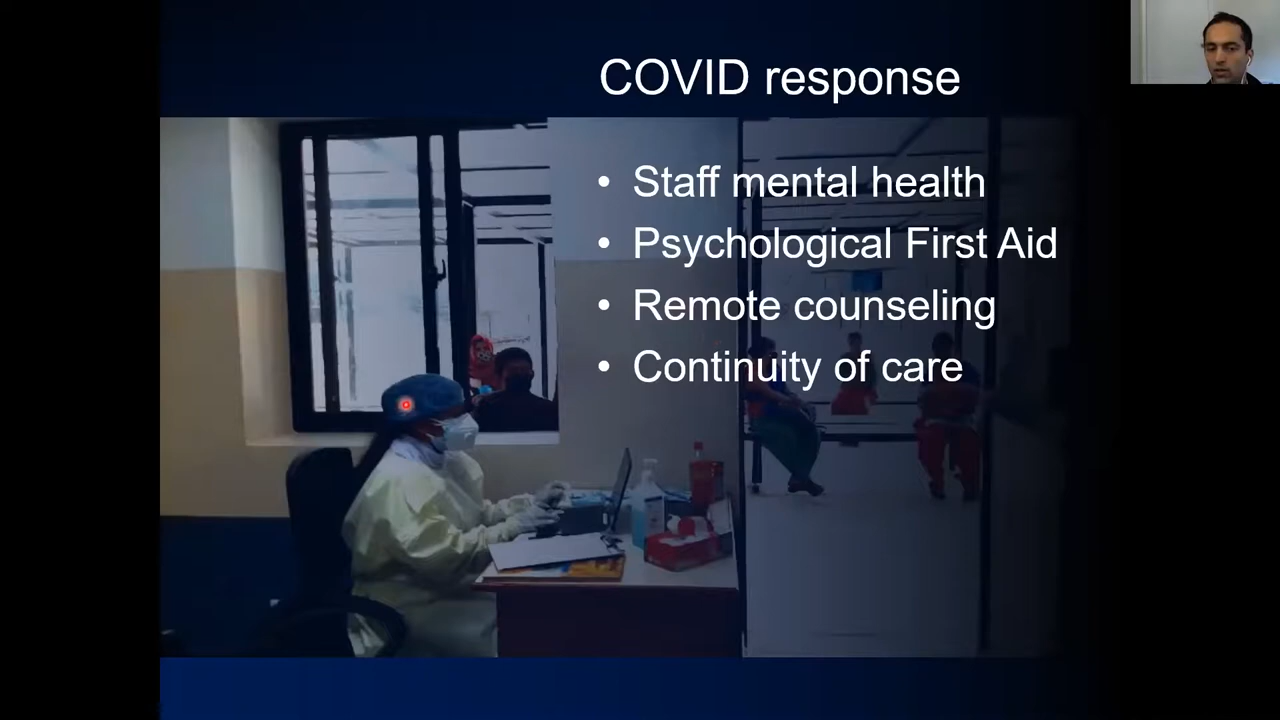 COVID response
• Staff mental health
• Psychological First Aid
• Remote counseling
• Continuity of care